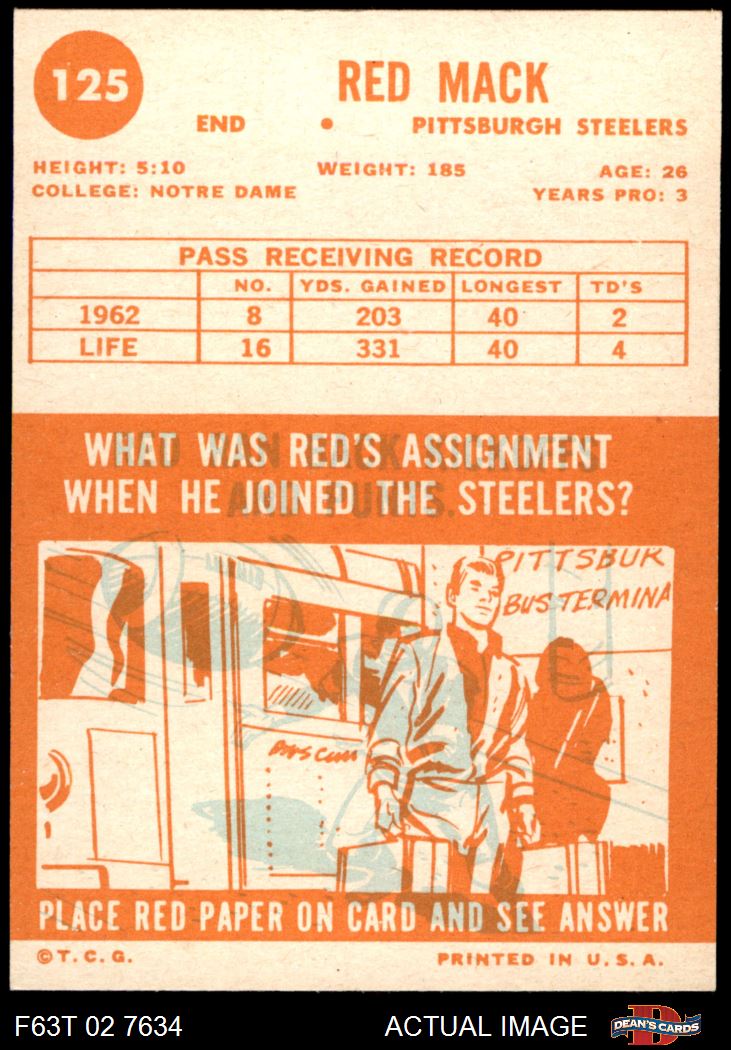 125
RED MACK
END • PITTSBURGH STEELERS
HEIGHT: 5:10 WEIGHT: 185 AGE: 26
COLLEGE: NOTRE DAME YEARS PRO: 3
PASS RECEIVING RECORD
NO. YDS. GAINED LONGEST TD'S
1962 8 203 40 2
LIFE 16 331 40 4
WHAT WAS RED'S ASSIGNMENT
WHEN HE JOINED THE STEELERS?
PITTSBUR
BUS TERMINA
PLACE RED PAPER ON CARD AND SEE ANSWER
©T.C.G. PRINTED IN U.S.A.
F63T 02 7634 ACTUAL IMAGE DEAN'S CARDS